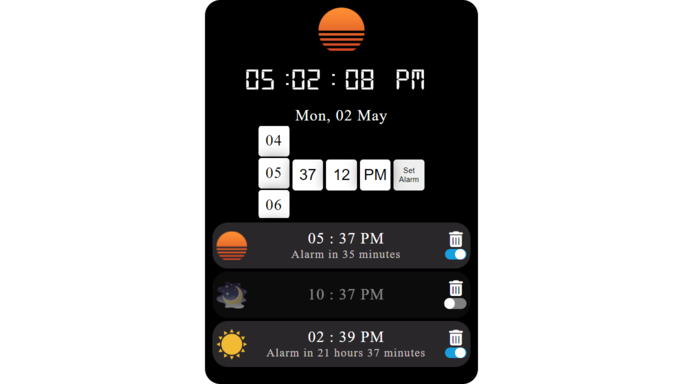 05 :02 : 08 PM
Mon, 02 May
04
05 37 12 PM Set Alarm
06
05 : 37 PM
Alarm in 35 minutes
10 : 37 PM
02 : 39 PM
Alarm in 21 hours 37 minutes